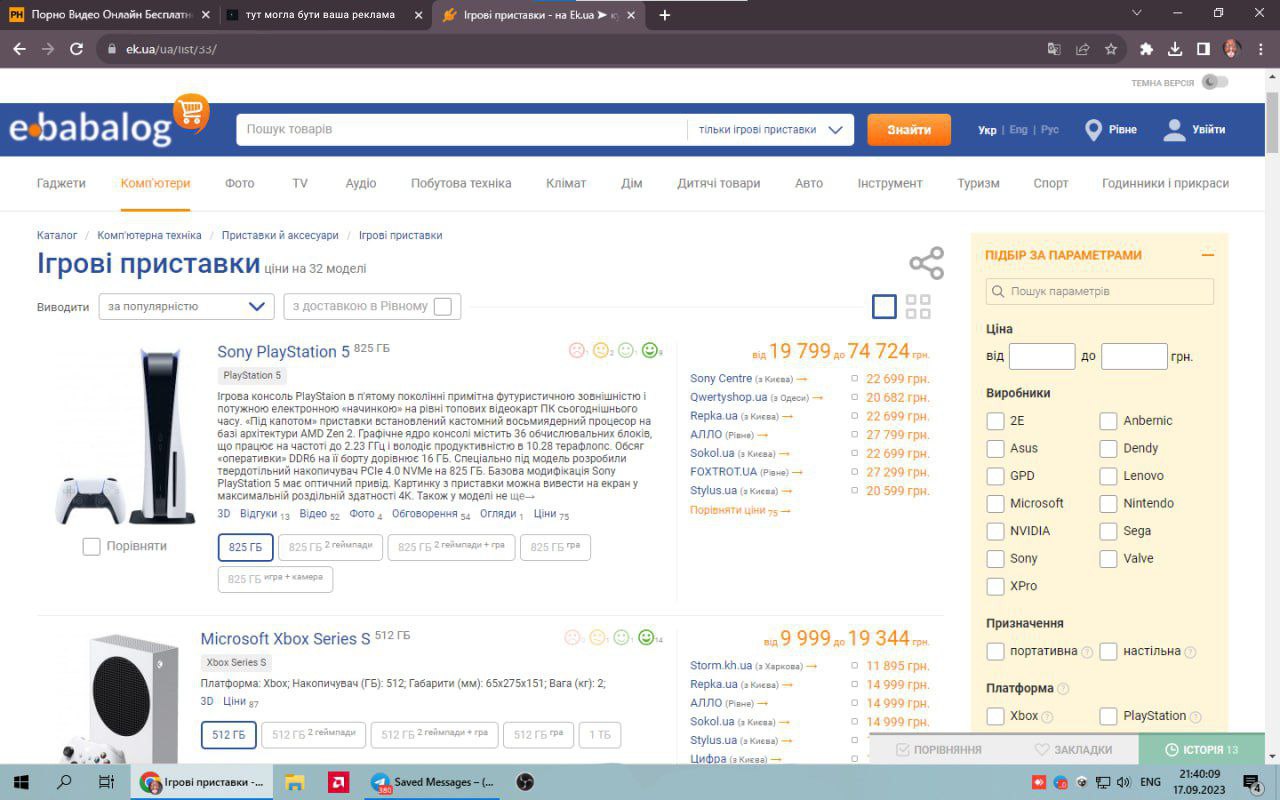 Порно Видео Онлайн Бесплатн
тут могла бути ваша реклама
Ігрові приставки - на Ek.ua ➤ к
ek.ua/ua/list/33/
ТЕМНА ВЕРСІЯ
e·babalog
Пошук товарів
тільки ігрові приставки
Знайти
Укр | Eng | Рус
Рівне
Увійти
Гаджети
Комп'ютери
Фото
TV
Аудіо
Побутова техніка
Клімат
Дім
Дитячі товари
Авто
Інструмент
Туризм
Спорт
Годинники і прикраси
Каталог / Комп'ютерна техніка / Приставки й аксесуари / Ігрові приставки
Ігрові приставки ціни на 32 моделі
Виводити
за популярністю
з доставкою в Рівному
Sony PlayStation 5 825 ГБ
PlayStation 5
Ігрова консоль PlayStaion в п'ятому поколінні примітна футуристичною зовнішністю і
потужною електронною «начинкою» на рівні топових відеокарт ПК сьогоднішнього
часу. «Під капотом» приставки встановлений кастомний восьмиядерний процесор на
базі архітектури AMD Zen 2. Графічне ядро консолі містить 36 обчислювальних блоків,
що працює на частоті до 2.23 ГГц і володіє продуктивністю в 10.28 терафлопс. Обсяг
«оперативки» DDR6 на її борту дорівнює 16 ГБ. Спеціально під модель розробили
твердотільний накопичувач PCIe 4.0 NVMe на 825 ГБ. Базова модифікація Sony
PlayStation 5 має оптичний привід. Картинку з приставки можна вивести на екран у
максимальній роздільній здатності 4K. Також у моделі не ще→
3D Відгуки 13 Відео 52 Фото 4 Обговорення 54 Огляди 1 Ціни 75
825 ГБ
825 ГБ 2 геймпади
825 ГБ 2 геймпади + гра
825 ГБ гра
825 ГБ игра + камера
Порівняти
від 19 799 до 74 724 грн.
Sony Centre (з Києва) → 22 699 грн.
Qwertyshop.ua (з Одеси) → 20 682 грн.
Repka.ua (з Києва) → 22 699 грн.
АЛЛО (Рівне) → 27 799 грн.
Sokol.ua (з Києва) → 22 699 грн.
FOXTROT.UA (Рівне) → 27 299 грн.
Stylus.ua (з Києва) → 20 599 грн.
Порівняти ціни 75 →
Microsoft Xbox Series S 512 ГБ
Xbox Series S
Платформа: Xbox; Накопичувач (ГБ): 512; Габарити (мм): 65x275x151; Вага (кг): 2;
3D Ціни 87
512 ГБ
512 ГБ 2 геймпади
512 ГБ 2 геймпади + гра
512 ГБ гра
1 ТБ
від 9 999 до 19 344 грн.
Storm.kh.ua (з Харкова) → 11 895 грн.
Repka.ua (з Києва) → 14 999 грн.
АЛЛО (Рівне) → 14 999 грн.
Sokol.ua (з Києва) → 14 999 грн.
Stylus.ua (з Києва) →
Цифра (з Києва) →
ПІДБІР ЗА ПАРАМЕТРАМИ
Пошук параметрів
Ціна
від до грн.
Виробники
2E Anbernic
Asus Dendy
GPD Lenovo
Microsoft Nintendo
NVIDIA Sega
Sony Valve
XPro
Призначення
портативна настільна
Платформа
Xbox PlayStation
ПОРІВНЯННЯ
ЗАКЛАДКИ
ІСТОРІЯ 13
Ігрові приставки -...
Saved Messages – (...
380
ENG
21:40:09
17.09.2023
4